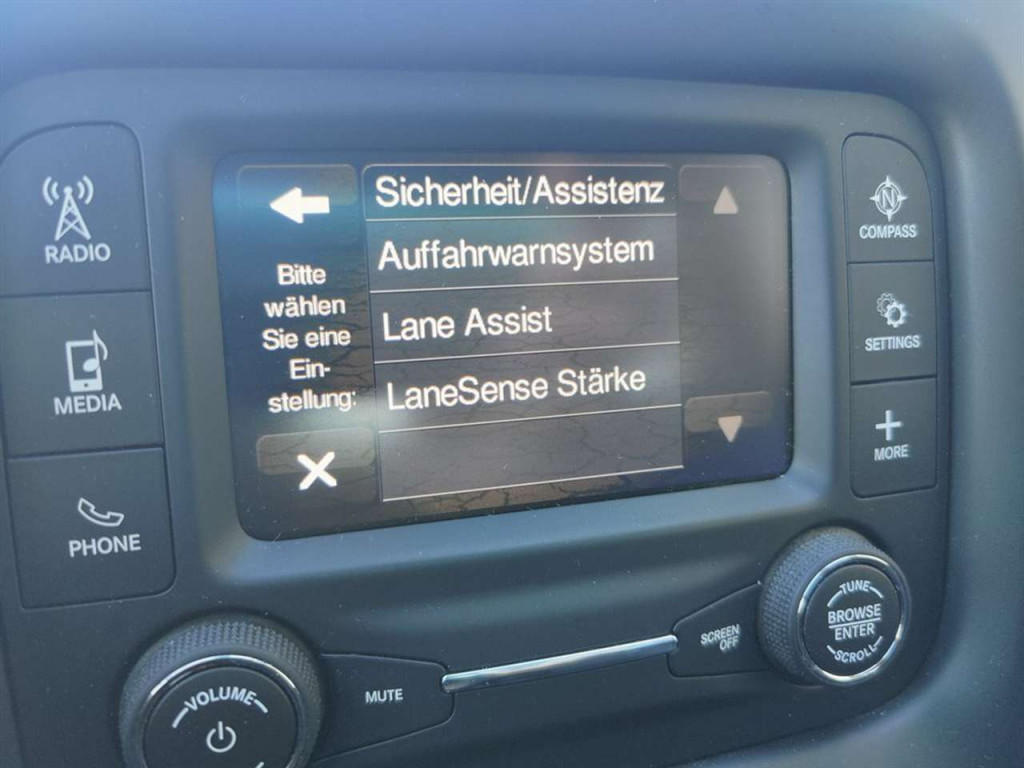 RADIO
MEDIA
PHONE
Bitte
wählen
Sie eine
Ein-
stellung:
Sicherheit/Assistenz
Auffahrwarnsystem
Lane Assist
LaneSense Stärke
N
COMPASS
SETTINGS
MORE
VOLUME
MUTE
SCREEN
OFF
TUNE
BROWSE
ENTER
SCROLL